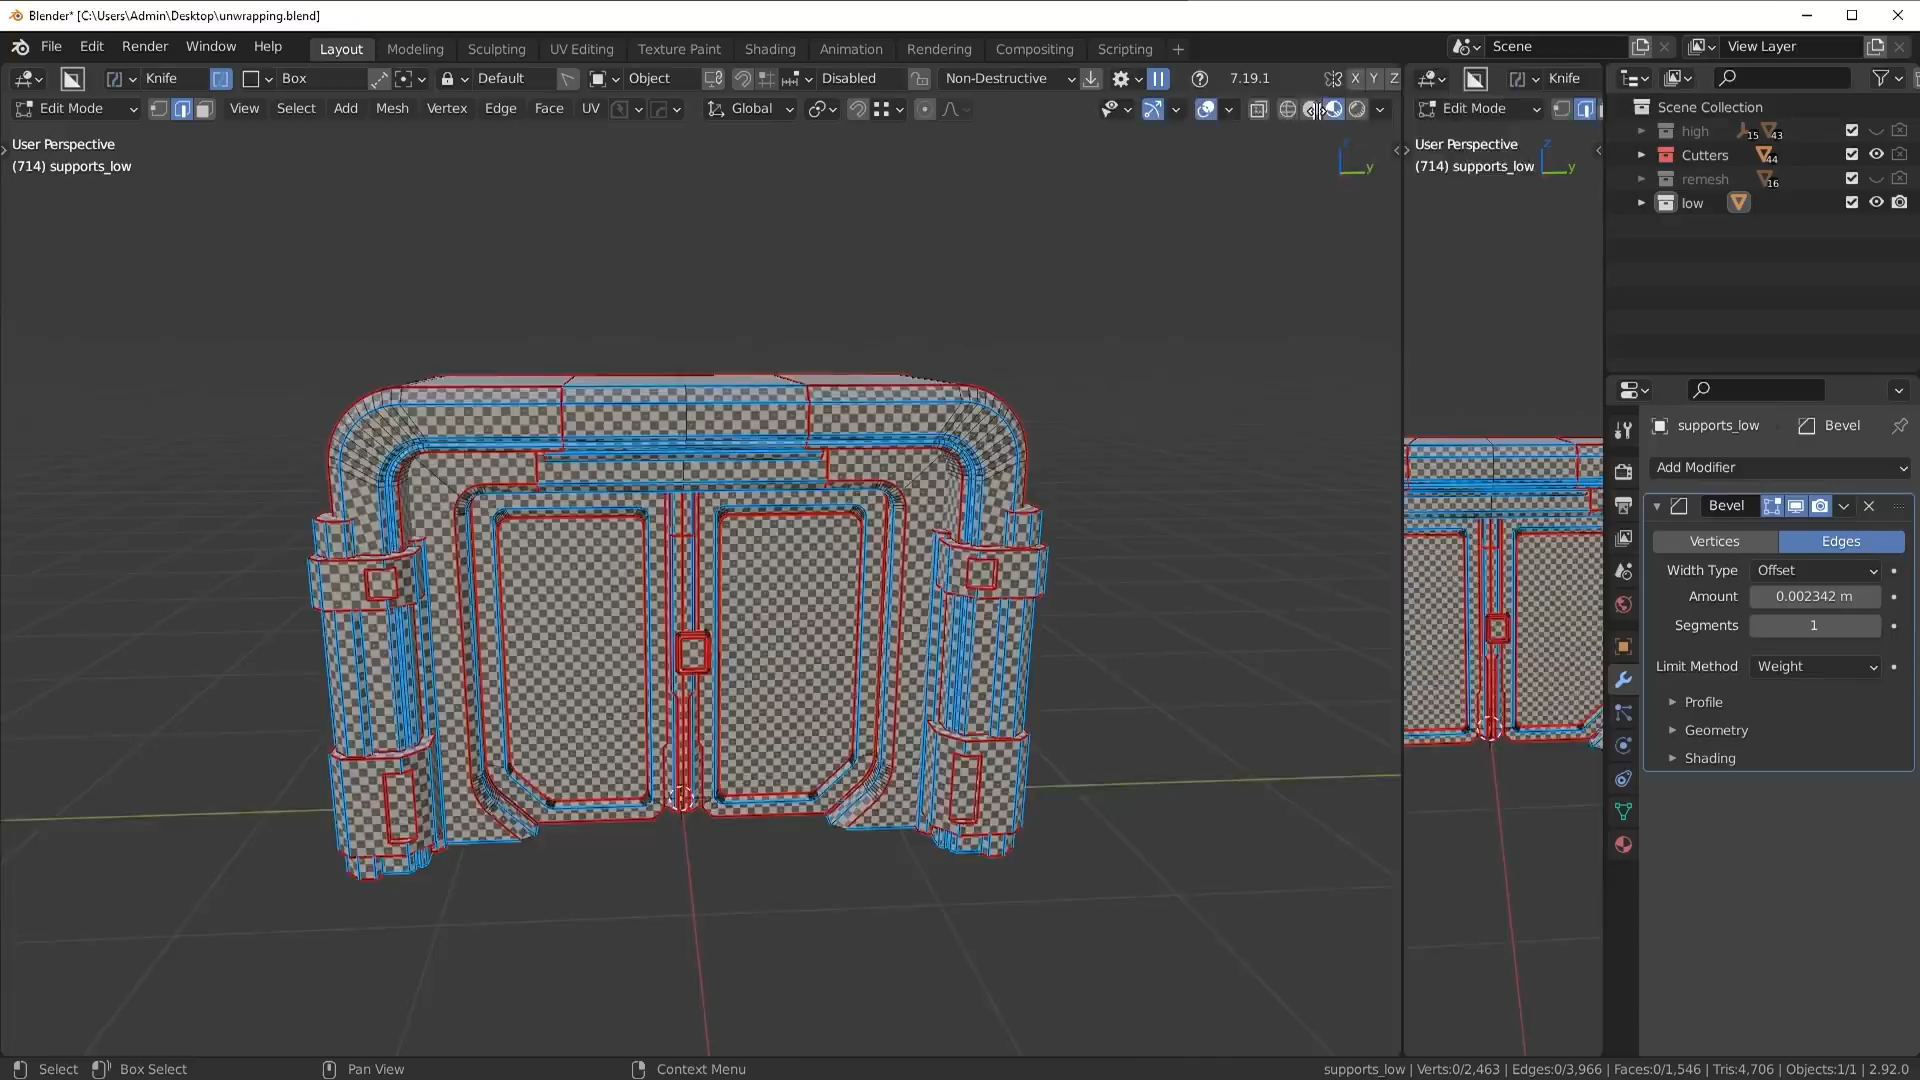 Blender* [C:\Users\Admin\Desktop\unwrapping.blend]
File Edit Render Window Help Layout Modeling Sculpting UV Editing Texture Paint Shading Animation Rendering Compositing Scripting + Scene View Layer
Knife Box Default Object Disabled Non-Destructive 7.19.1 X Y Z Knife
Edit Mode View Select Add Mesh Vertex Edge Face UV Global Edit Mode
Scene Collection
high 15 43
Cutters 44
remesh 16
low
User Perspective
(714) supports_low
y
User Perspective
(714) supports_low
z
y
supports_low Bevel
Add Modifier
Bevel
Vertices Edges
Width Type Offset
Amount 0.002342 m
Segments 1
Limit Method Weight
Profile
Geometry
Shading
Select Box Select Pan View Context Menu supports_low | Verts:0/2,463 | Edges:0/3,966 | Faces:0/1,546 | Tris:4,706 | Objects:1/1 | 2.92.0